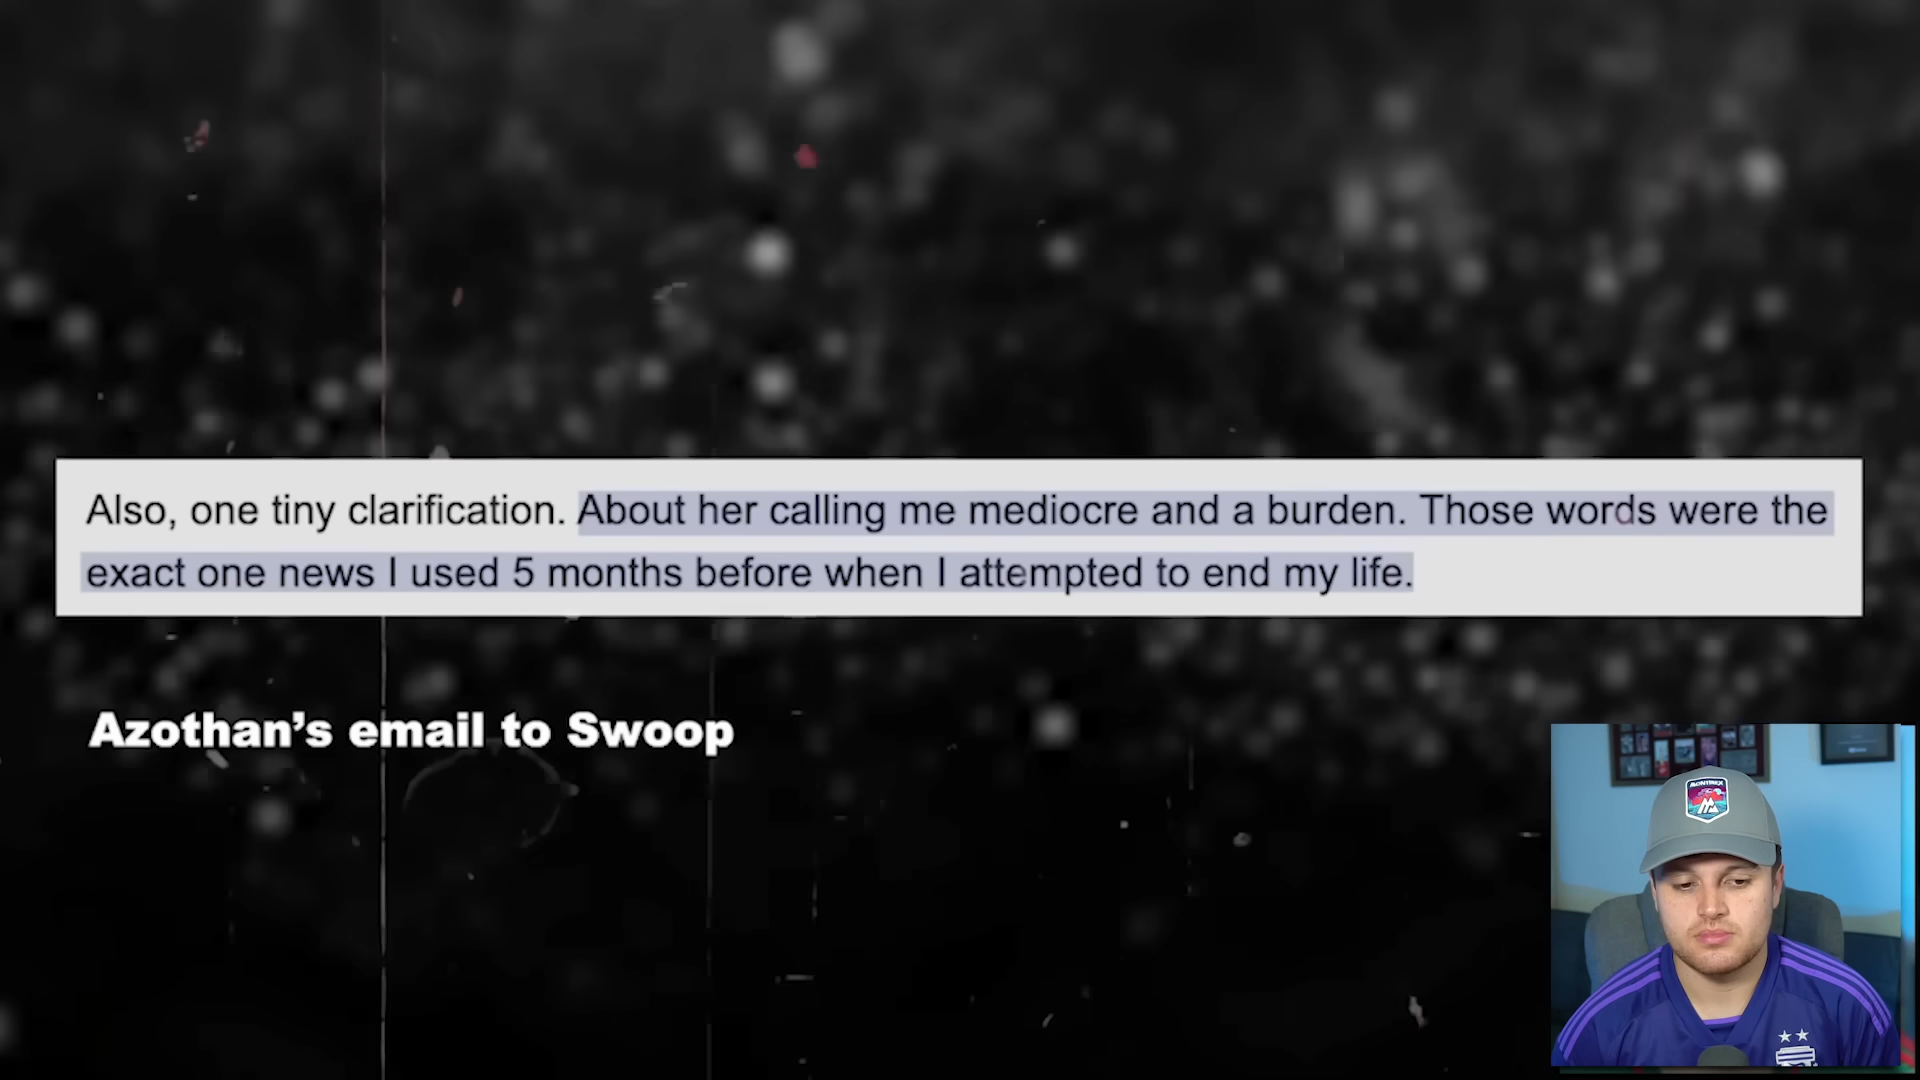 Also, one tiny clarification. About her calling me mediocre and a burden. Those words were the
exact one news I used 5 months before when I attempted to end my life.
Azothan’s email to Swoop
MONTIREX